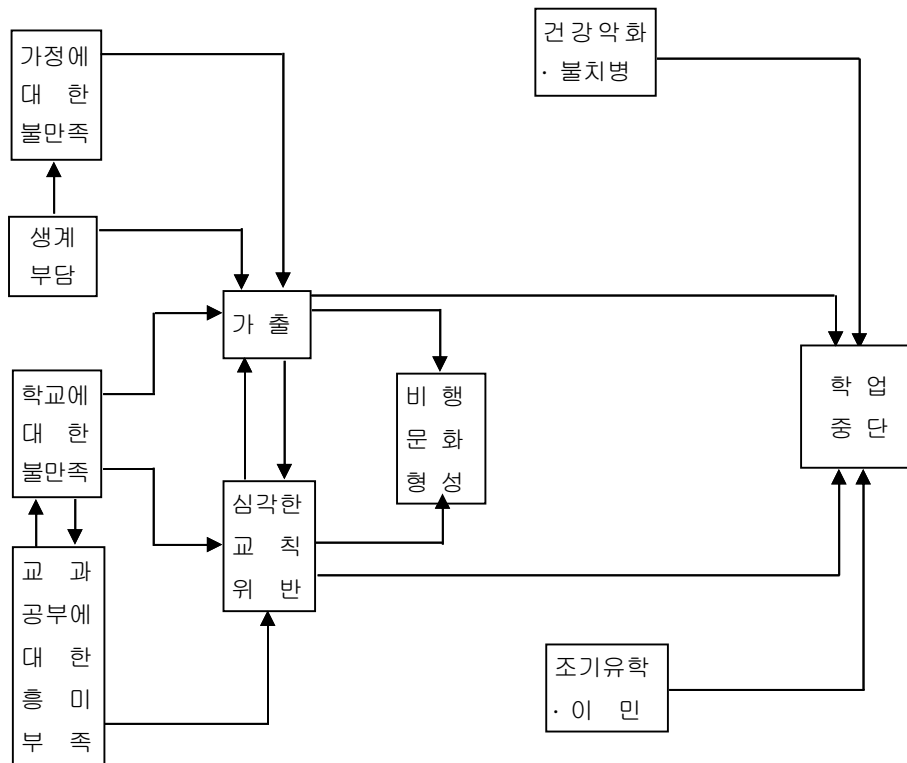 가정에
대 한
불만족
건강악화
· 불치병
생계
부담
가 출
학교에
대 한
불만족
비 행
문 화
형 성
학 업
중 단
심각한
교 칙
위 반
교 과
공부에
대 한
흥 미
부 족
조기유학
· 이 민